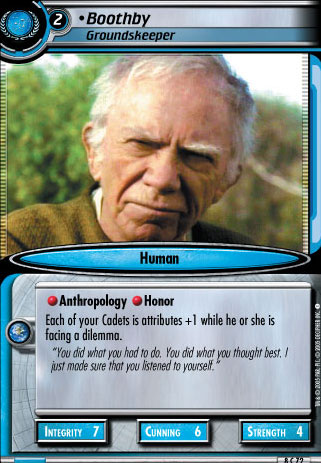 2 • Boothby
Groundskeeper
Human
Anthropology Honor
Each of your Cadets is attributes +1 while he or she is
facing a dilemma.
"You did what you had to do. You did what you thought best. I
just made sure that you listened to yourself."
INTEGRITY 7 CUNNING 6 STRENGTH 4